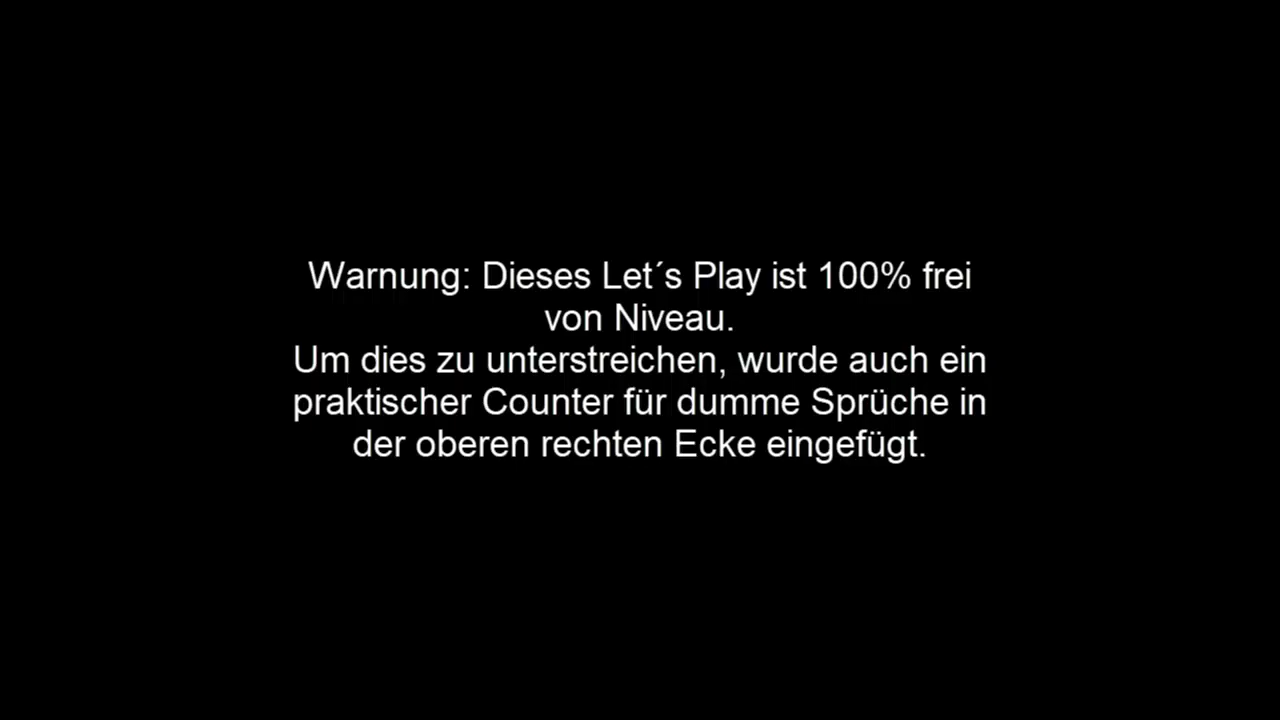 Warnung: Dieses Let´s Play ist 100% frei
von Niveau.
Um dies zu unterstreichen, wurde auch ein
praktischer Counter für dumme Sprüche in
der oberen rechten Ecke eingefügt.